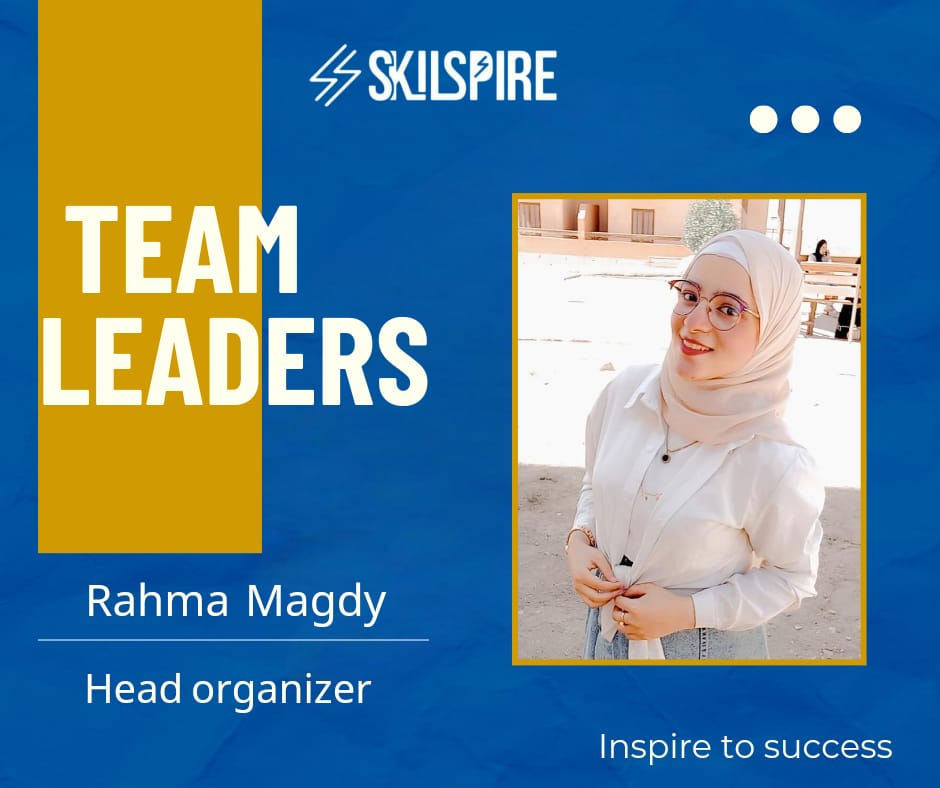 SKILSPIRE
TEAM
LEADERS
Rahma Magdy
Head organizer
Inspire to success